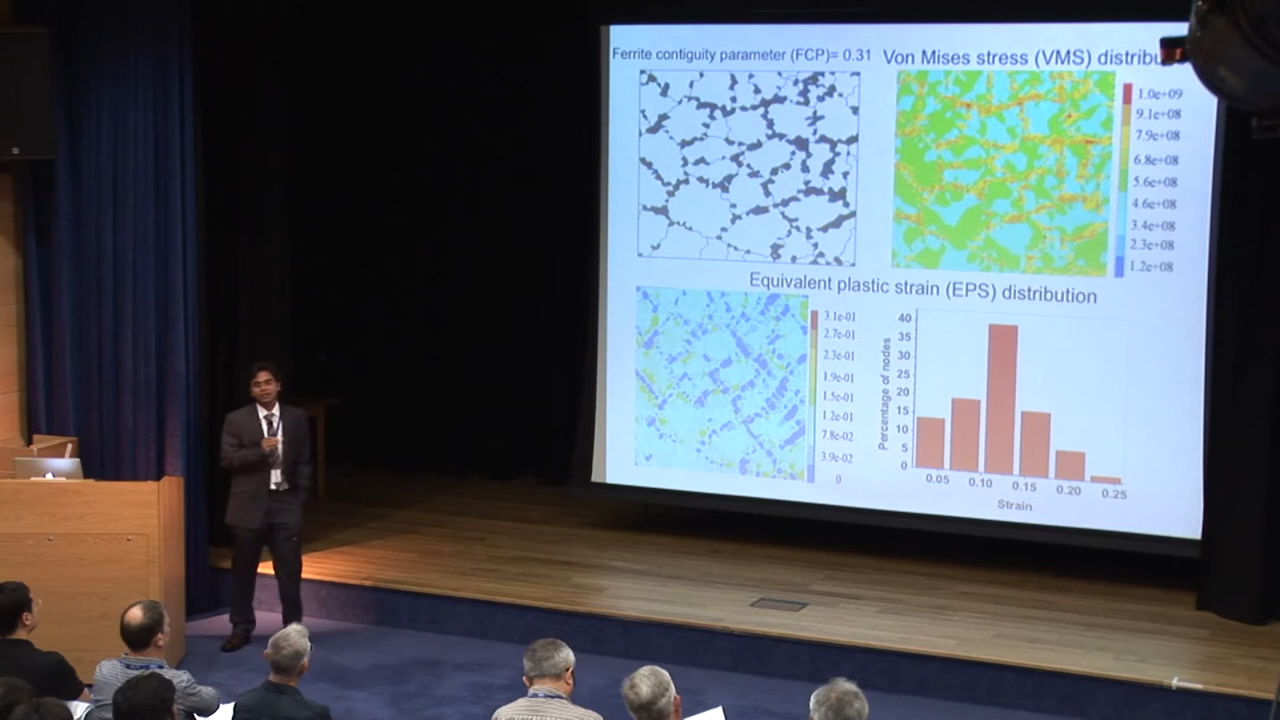 Ferrite contiguity parameter (FCP)= 0.31
Von Mises stress (VMS) distribu
1.0e+09
9.1e+08
7.9e+08
6.8e+08
5.6e+08
4.6e+08
3.4e+08
2.3e+08
1.2e+08
Equivalent plastic strain (EPS) distribution
3.1e-01
2.7e-01
2.3e-01
1.9e-01
1.5e-01
1.2e-01
7.8e-02
3.9e-02
0
Percentage of nodes
40
35
30
25
20
15
10
5
0
0.05 0.10 0.15 0.20 0.25
Strain